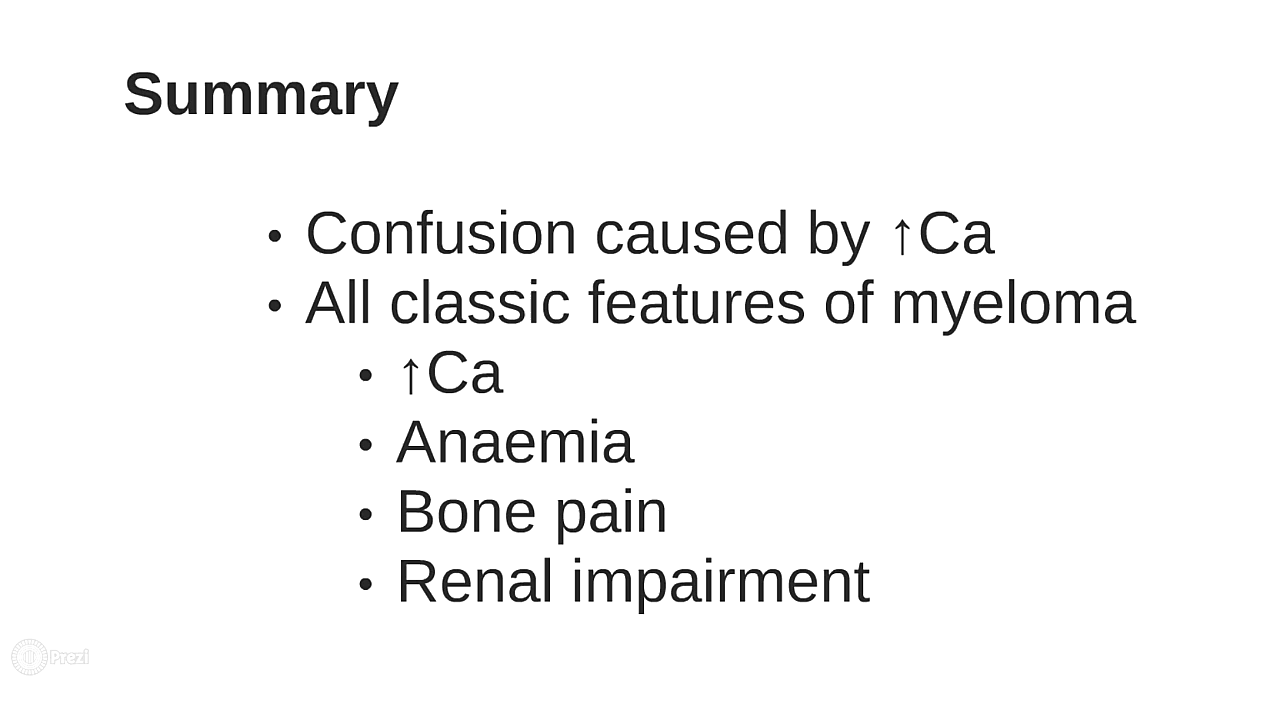 Summary
• Confusion caused by ↑Ca
• All classic features of myeloma
• ↑Ca
• Anaemia
• Bone pain
• Renal impairment
Prezi